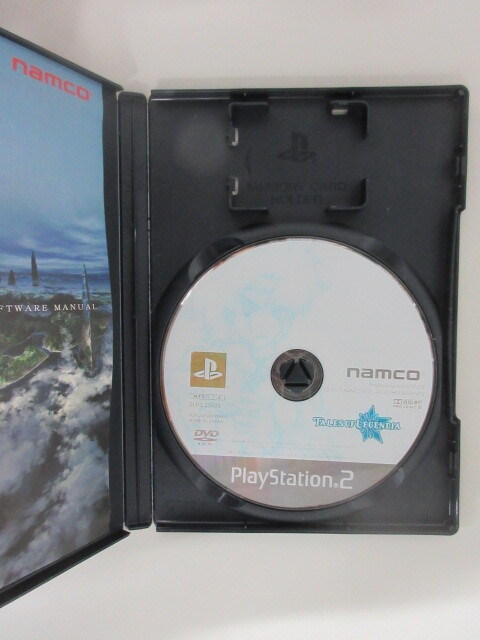 namco
MEMORY CARD
HOLDER
SOFTWARE MANUAL
namco
DVD
TALES OF LEGENDIA
PlayStation.2